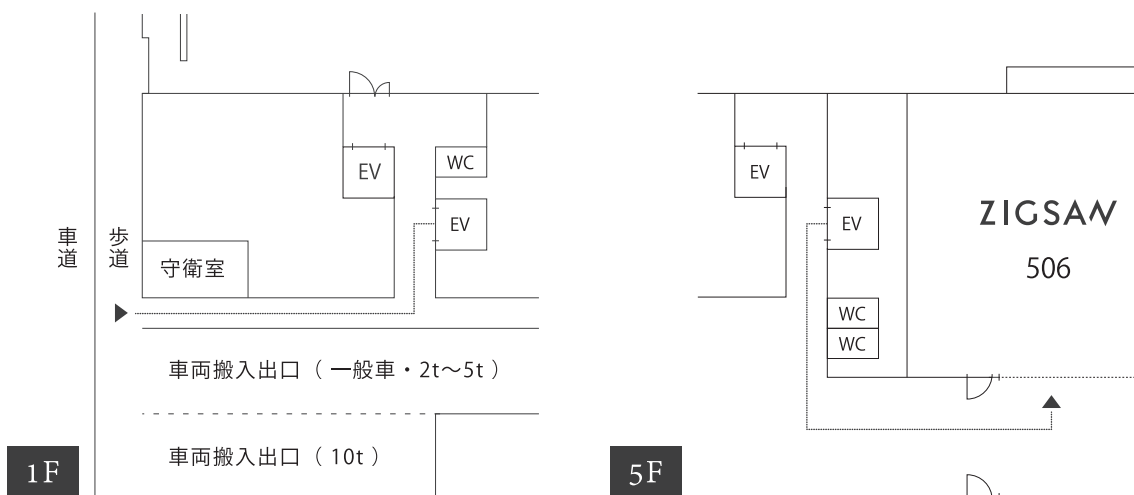 WC
EV
EV
車道
歩道
守衛室
車両搬入出口（ 一般車・2t～5t ）
車両搬入出口（ 10t ）
1F
EV
EV
ZIGSAW
506
WC
WC
5F